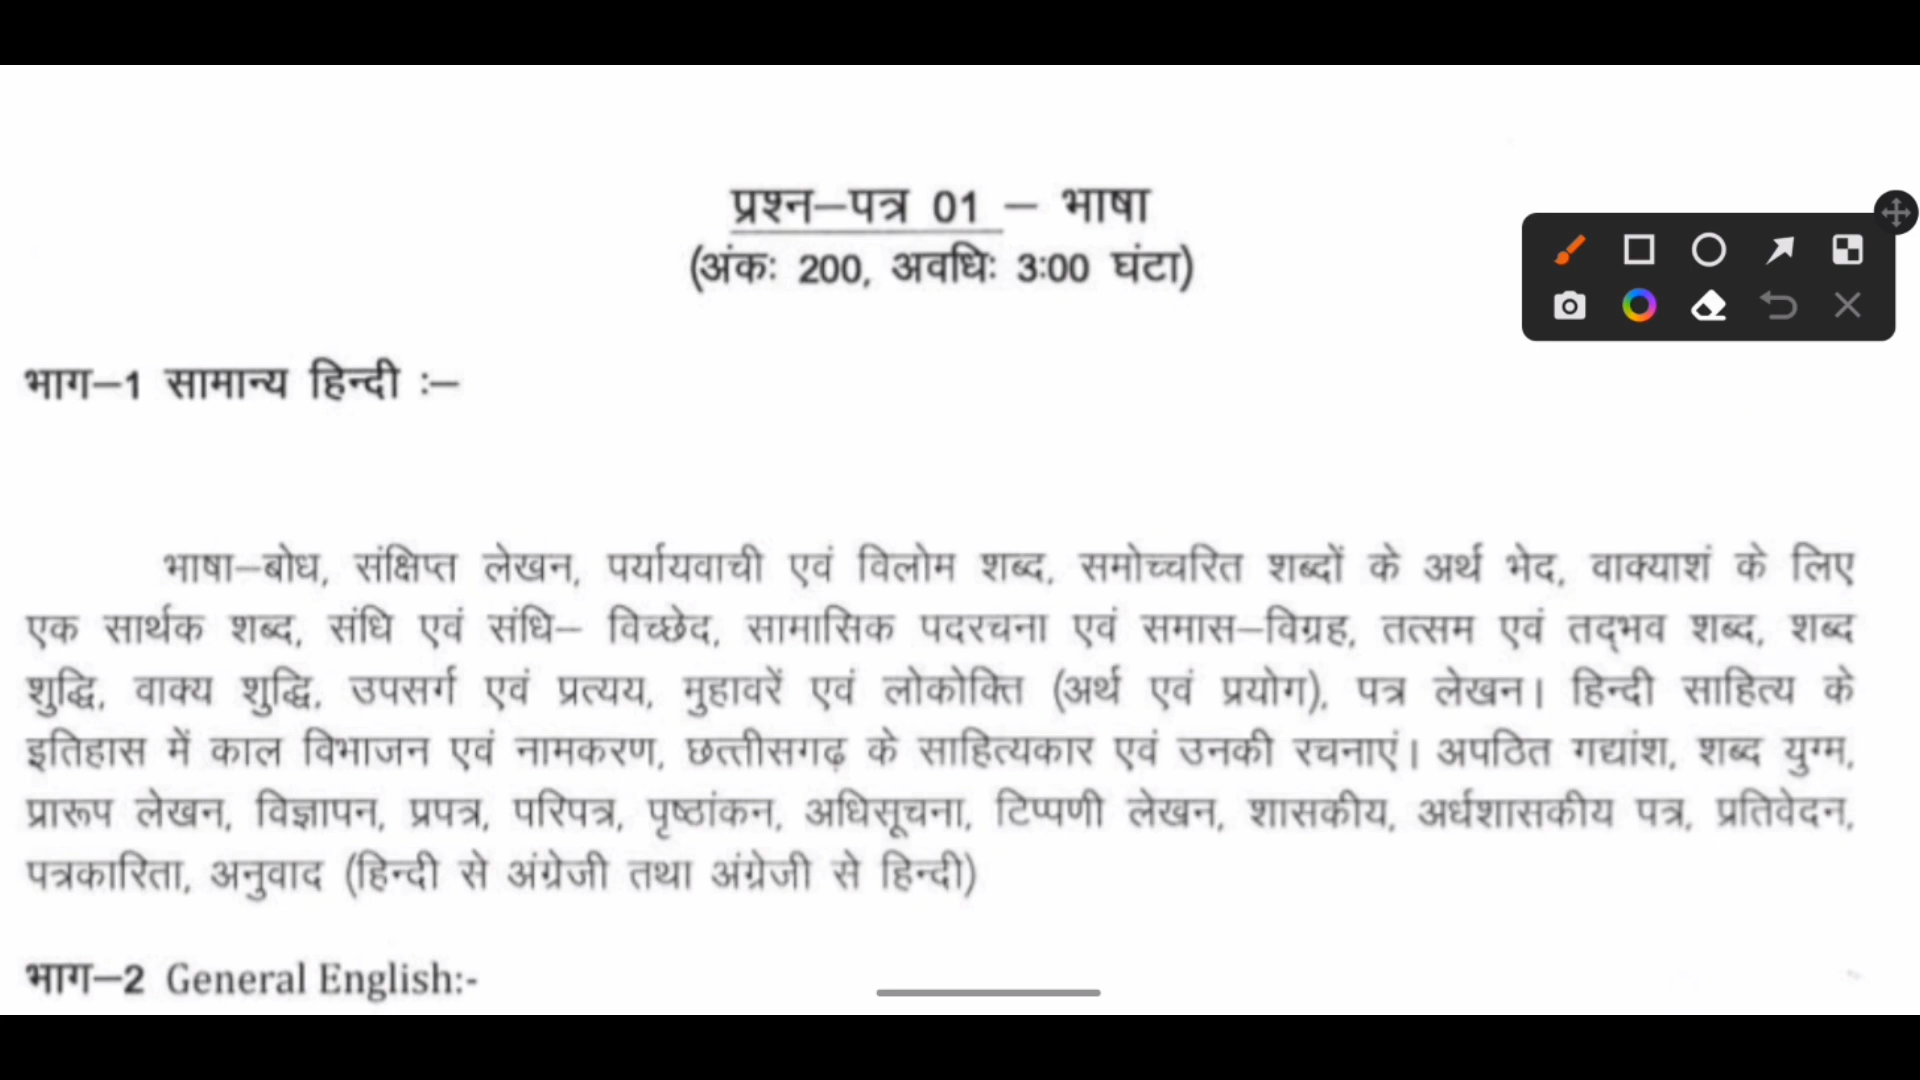 प्रश्न–पत्र 01 – भाषा
(अंकः 200, अवधिः 3:00 घंटा)
भाग–1 सामान्य हिन्दी :–
भाषा–बोध, संक्षिप्त लेखन, पर्यायवाची एवं विलोम शब्द, समोच्चरित शब्दों के अर्थ भेद, वाक्याशं के लिए
एक सार्थक शब्द, संधि एवं संधि– विच्छेद, सामासिक पदरचना एवं समास–विग्रह, तत्सम एवं तद्भव शब्द, शब्द
शुद्धि, वाक्य शुद्धि, उपसर्ग एवं प्रत्यय, मुहावरें एवं लोकोक्ति (अर्थ एवं प्रयोग), पत्र लेखन। हिन्दी साहित्य के
इतिहास में काल विभाजन एवं नामकरण, छत्तीसगढ़ के साहित्यकार एवं उनकी रचनाएं। अपठित गद्यांश, शब्द युग्म,
प्रारूप लेखन, विज्ञापन, प्रपत्र, परिपत्र, पृष्ठांकन, अधिसूचना, टिप्पणी लेखन, शासकीय, अर्धशासकीय पत्र, प्रतिवेदन,
पत्रकारिता, अनुवाद (हिन्दी से अंग्रेजी तथा अंग्रेजी से हिन्दी)
भाग–2 General English:-